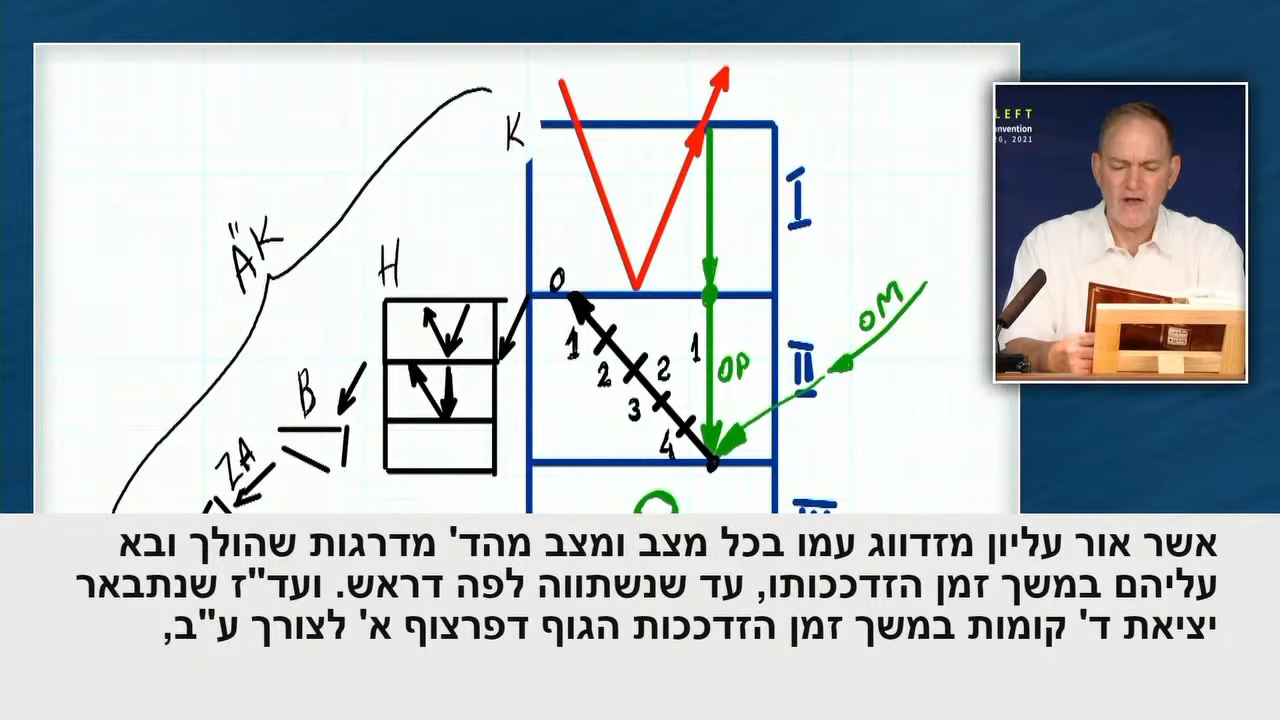 K
I
ÄK
H
O
OM
1
1
2
2
OP
II
3
B
4
ZA
III
LEFT
onvention
26, 2021
אשר אור עליון מזדווג עמו בכל מצב ומצב מהד' מדרגות שהולך ובא
עליהם במשך זמן הזדככותו, עד שנשתווה לפה דראש. ועד"ז שנתבאר
יציאת ד' קומות במשך זמן הזדככות הגוף דפרצוף א' לצורך ע"ב,